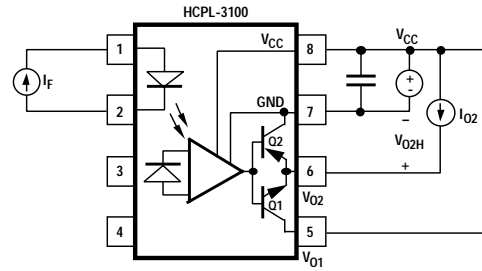 HCPL-3100
1
2
3
4
8
7
6
5
V_CC
GND
Q2
Q1
V_O2
V_O1
I_F
V_CC
+
-
–
V_O2H
+
I_O2